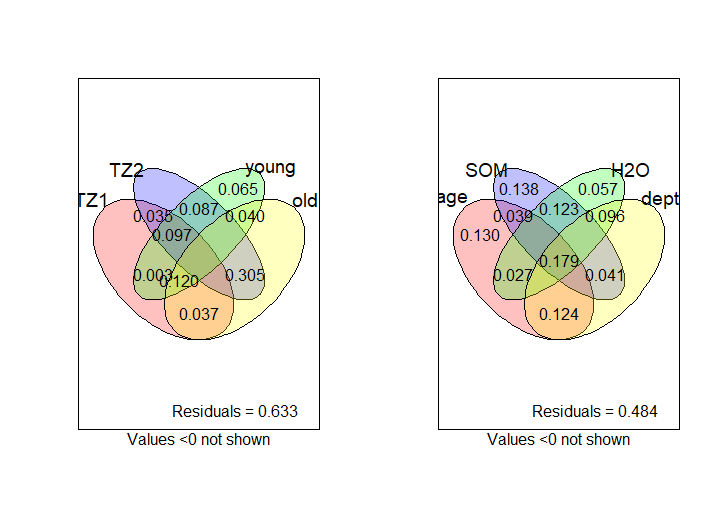 TZ2
young
TZ1
old
0.065
0.087
0.035
0.040
0.097
0.003
0.120
0.305
0.037
Residuals = 0.633
Values <0 not shown
SOM
H2O
age
dept
0.138
0.057
0.123
0.039
0.096
0.130
0.179
0.027
0.041
0.124
Residuals = 0.484
Values <0 not shown